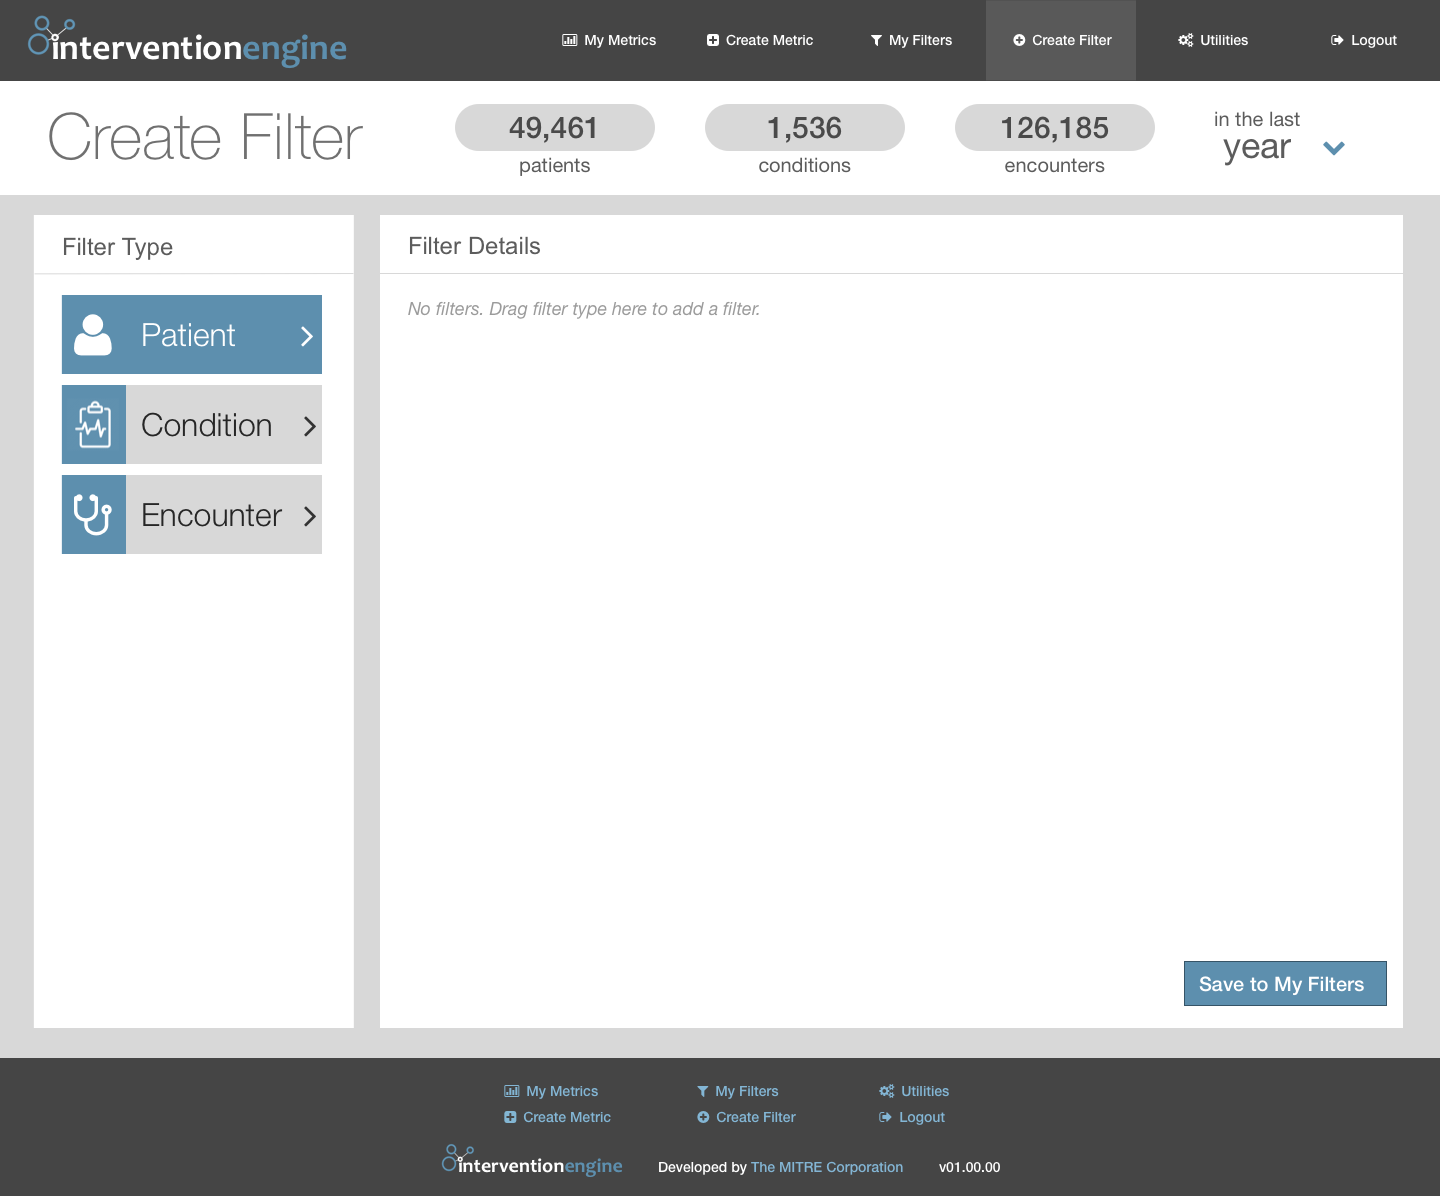 interventionengine
My Metrics
Create Metric
My Filters
Create Filter
Utilities
Logout
Create Filter
49,461
patients
1,536
conditions
126,185
encounters
in the last
year
Filter Type
Patient
Condition
Encounter
Filter Details
No filters. Drag filter type here to add a filter.
Save to My Filters
My Metrics
My Filters
Utilities
Create Metric
Create Filter
Logout
interventionengine
Developed by The MITRE Corporation
v01.00.00